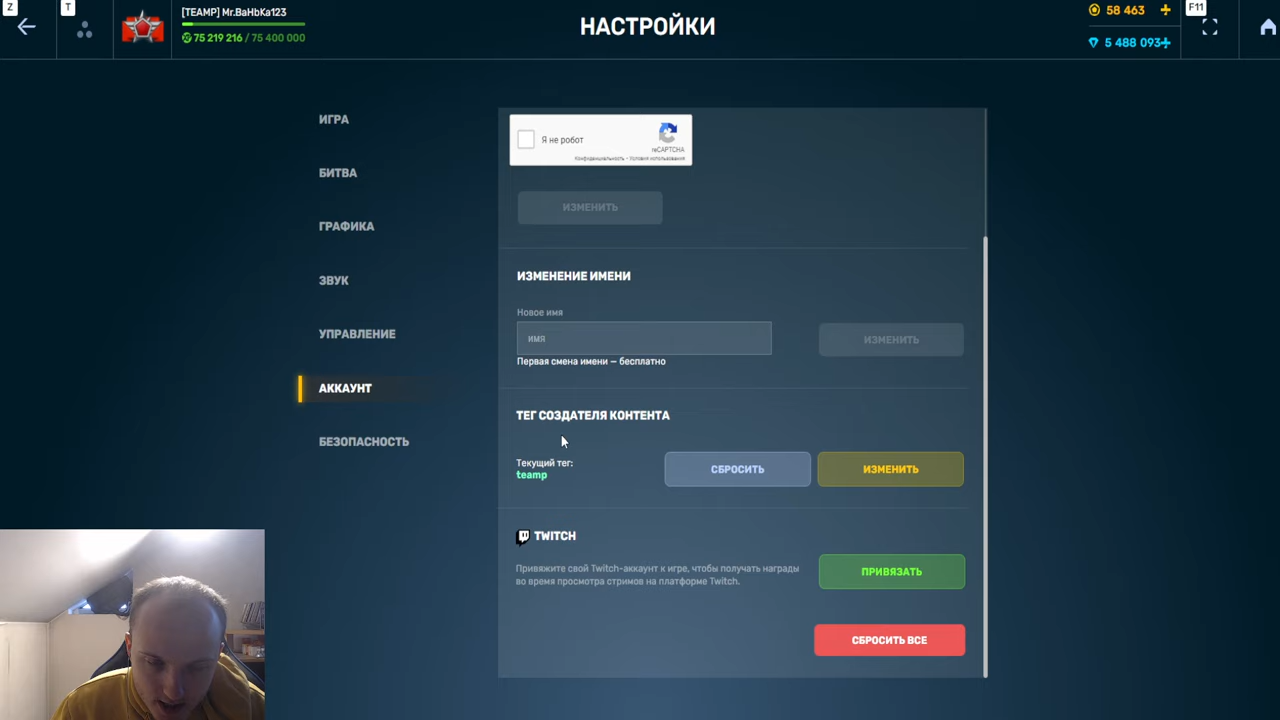 Z
T
[TEAMP] Mr.BaHbKa123
75 219 216 / 75 400 000
НАСТРОЙКИ
58 463 +
5 488 093+
F11
ИГРА
БИТВА
ГРАФИКА
ЗВУК
УПРАВЛЕНИЕ
АККАУНТ
БЕЗОПАСНОСТЬ
Я не робот
reCAPTCHA
Конфиденциальность - Условия использования
ИЗМЕНИТЬ
ИЗМЕНЕНИЕ ИМЕНИ
Новое имя
имя
ИЗМЕНИТЬ
Первая смена имени — бесплатно
ТЕГ СОЗДАТЕЛЯ КОНТЕНТА
Текущий тег:
teamp
СБРОСИТЬ
ИЗМЕНИТЬ
TWITCH
Привяжите свой Twitch-аккаунт к игре, чтобы получать награды
во время просмотра стримов на платформе Twitch.
ПРИВЯЗАТЬ
СБРОСИТЬ ВСЕ